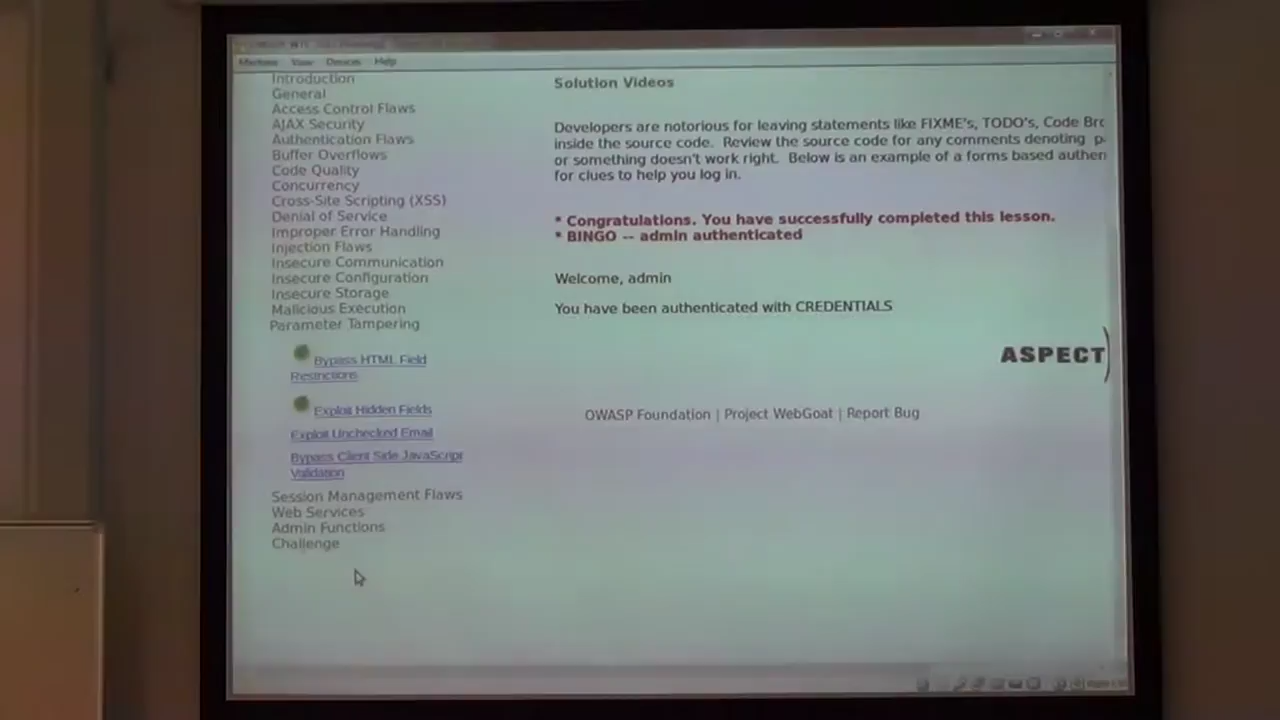 Machine View Devices Help
Introduction
General
Access Control Flaws
AJAX Security
Authentication Flaws
Buffer Overflows
Code Quality
Concurrency
Cross-Site Scripting (XSS)
Denial of Service
Improper Error Handling
Injection Flaws
Insecure Communication
Insecure Configuration
Insecure Storage
Malicious Execution
Parameter Tampering
Bypass HTML Field
Restrictions
Exploit Hidden Fields
Exploit Unchecked Email
Bypass Client Side JavaScript
Validation
Session Management Flaws
Web Services
Admin Functions
Challenge
Solution Videos
Developers are notorious for leaving statements like FIXME's, TODO's, Code Bro
inside the source code. Review the source code for any comments denoting p
or something doesn't work right. Below is an example of a forms based authen
for clues to help you log in.
* Congratulations. You have successfully completed this lesson.
* BINGO -- admin authenticated
Welcome, admin
You have been authenticated with CREDENTIALS
ASPECT)
OWASP Foundation | Project WebGoat | Report Bug